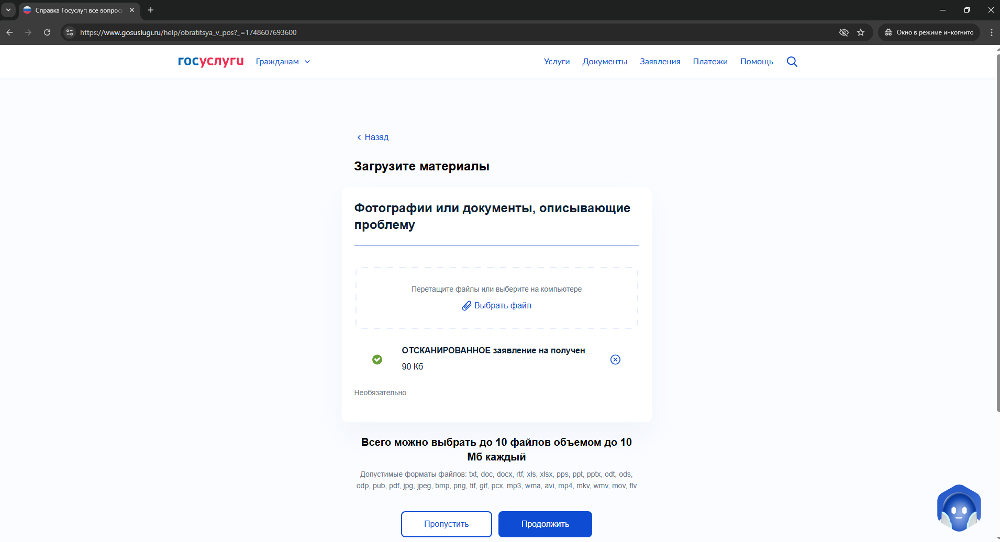 Справка Госуслуг: все вопрос
https://www.gosuslugi.ru/help/obratitsya_v_pos?_=1748607693600
Окно в режиме инкогнито
госуслуги
Гражданам
Услуги Документы Заявления Платежи Помощь
Назад
Загрузите материалы
Фотографии или документы, описывающие
проблему
Перетащите файлы или выберите на компьютере
Выбрать файл
ОТСКАНИРОВАННОЕ заявление на получен...
90 Кб
Необязательно
Всего можно выбрать до 10 файлов объемом до 10
Мб каждый
Допустимые форматы файлов: txt, doc, docx, rtf, xls, xlsx, pps, ppt, pptx, odt, ods,
odp, pub, pdf, jpg, jpeg, bmp, png, tif, gif, pcx, mp3, wma, avi, mp4, mkv, wmv, mov, flv
Пропустить
Продолжить